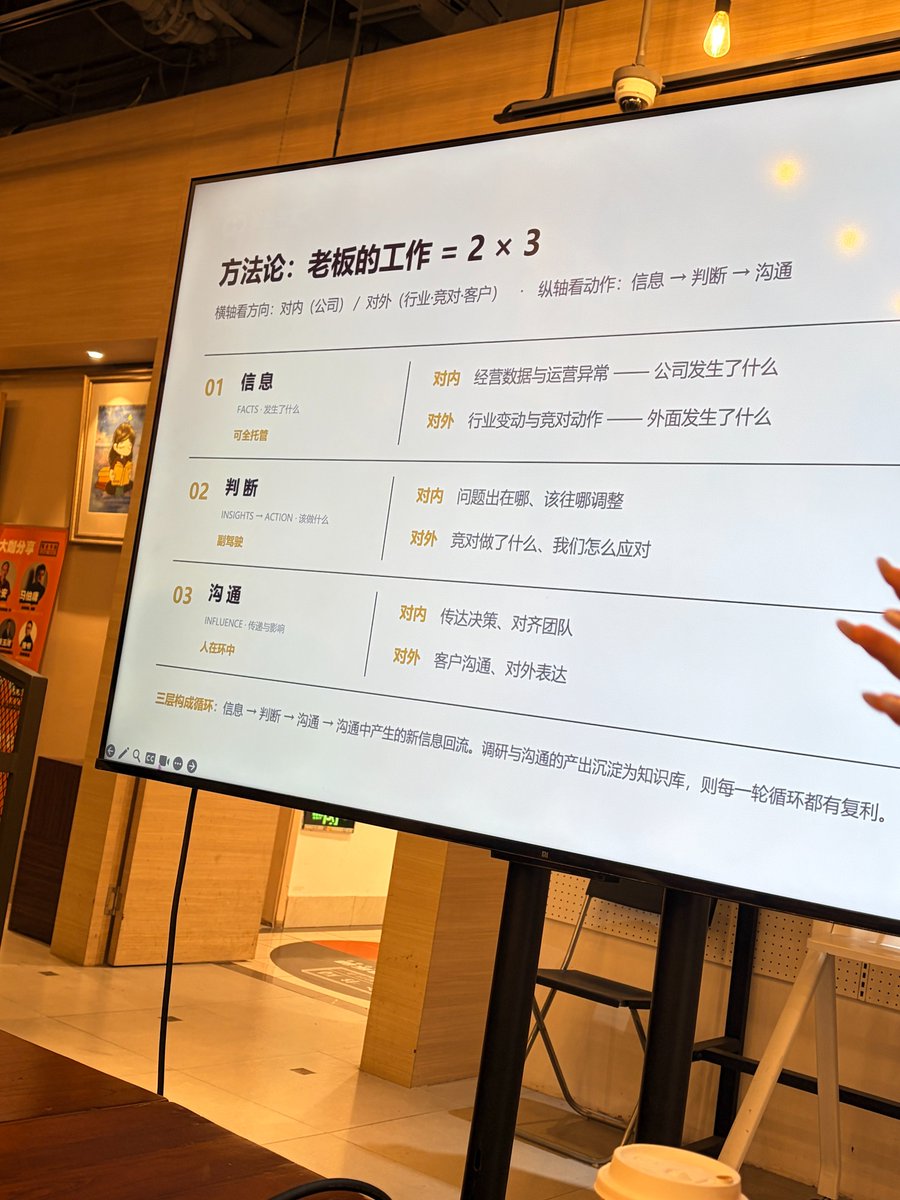 方法论：老板的工作 = 2 × 3
横轴看方向：对内（公司） / 对外（行业·竞对·客户） · 纵轴看动作：信息 → 判断 → 沟通
01 信息
FACTS · 发生了什么
可全托管
对内 经营数据与运营异常 —— 公司发生了什么
对外 行业变动与竞对动作 —— 外面发生了什么
02 判断
INSIGHTS → ACTION · 该做什么
副驾驶
对内 问题出在哪、该往哪调整
对外 竞对做了什么、我们怎么应对
03 沟通
INFLUENCE · 传递与影响
人在环中
对内 传达决策、对齐团队
对外 客户沟通、对外表达
三层构成循环：信息 → 判断 → 沟通 → 沟通中产生的新信息回流。调研与沟通的产出沉淀为知识库，则每一轮循环都有复利。
大咖分享
mi